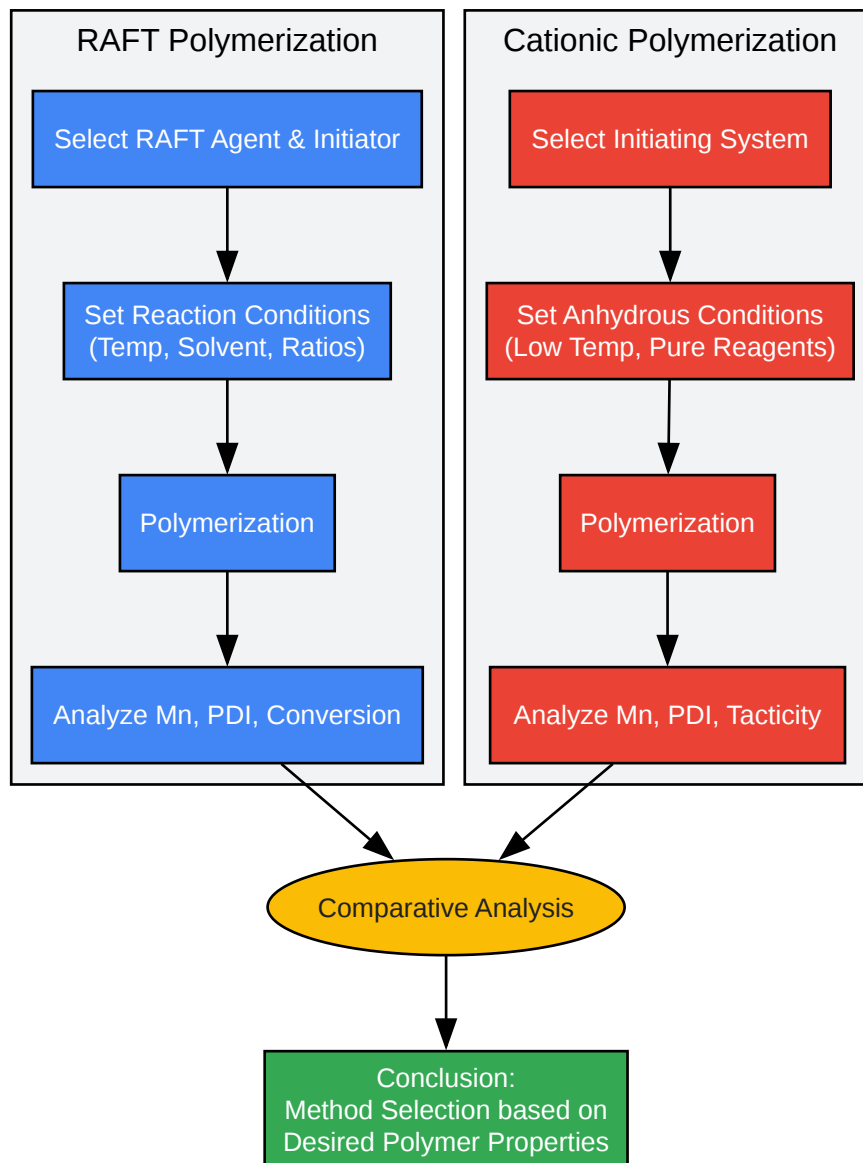 RAFT Polymerization
Select RAFT Agent & Initiator
Set Reaction Conditions
(Temp, Solvent, Ratios)
Polymerization
Analyze Mn, PDI, Conversion
Cationic Polymerization
Select Initiating System
Set Anhydrous Conditions
(Low Temp, Pure Reagents)
Polymerization
Analyze Mn, PDI, Tacticity
Comparative Analysis
Conclusion:
Method Selection based on
Desired Polymer Properties